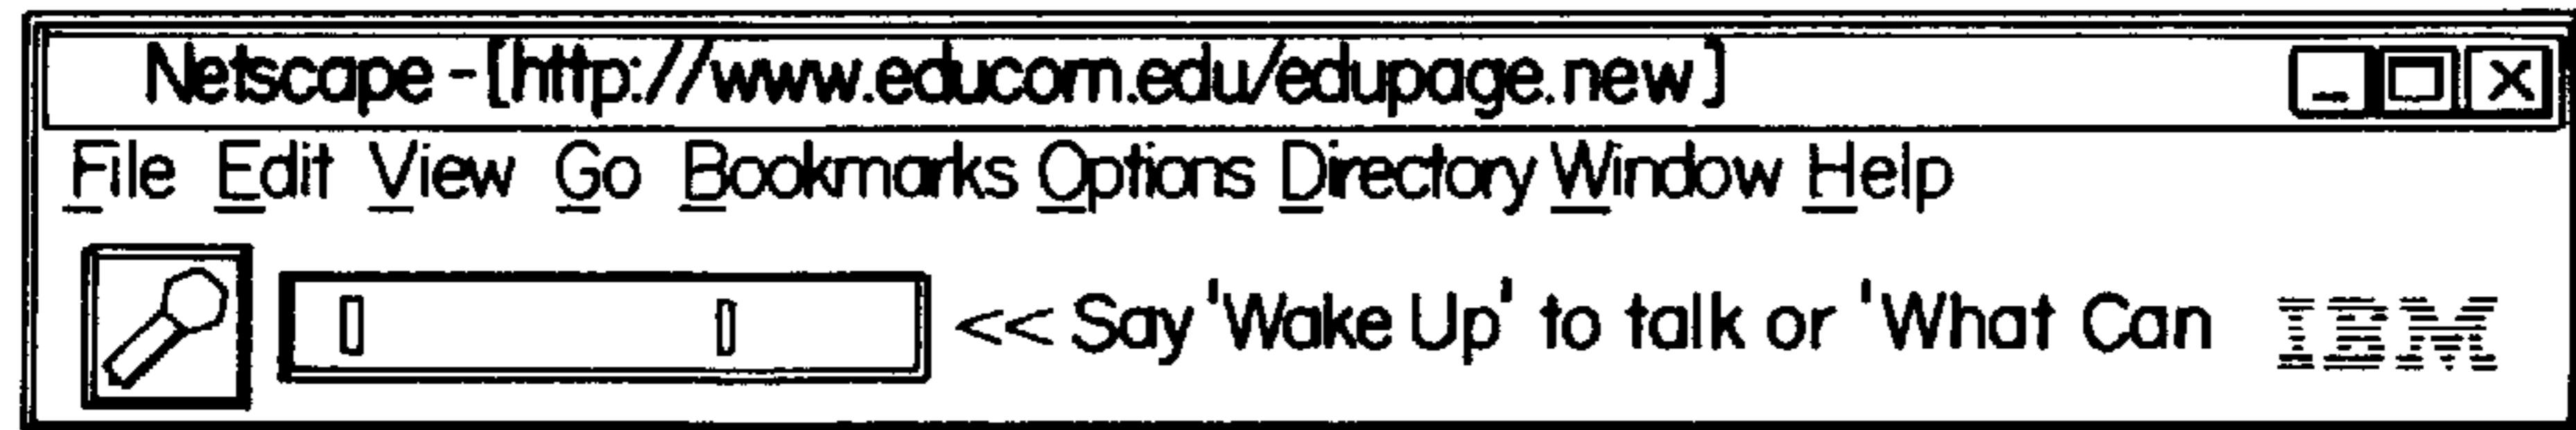 Netscape - [http://www.educom.edu/edupage.new]
File Edit View Go Bookmarks Options Directory Window Help
<< Say 'Wake Up' to talk or 'What Can IBM